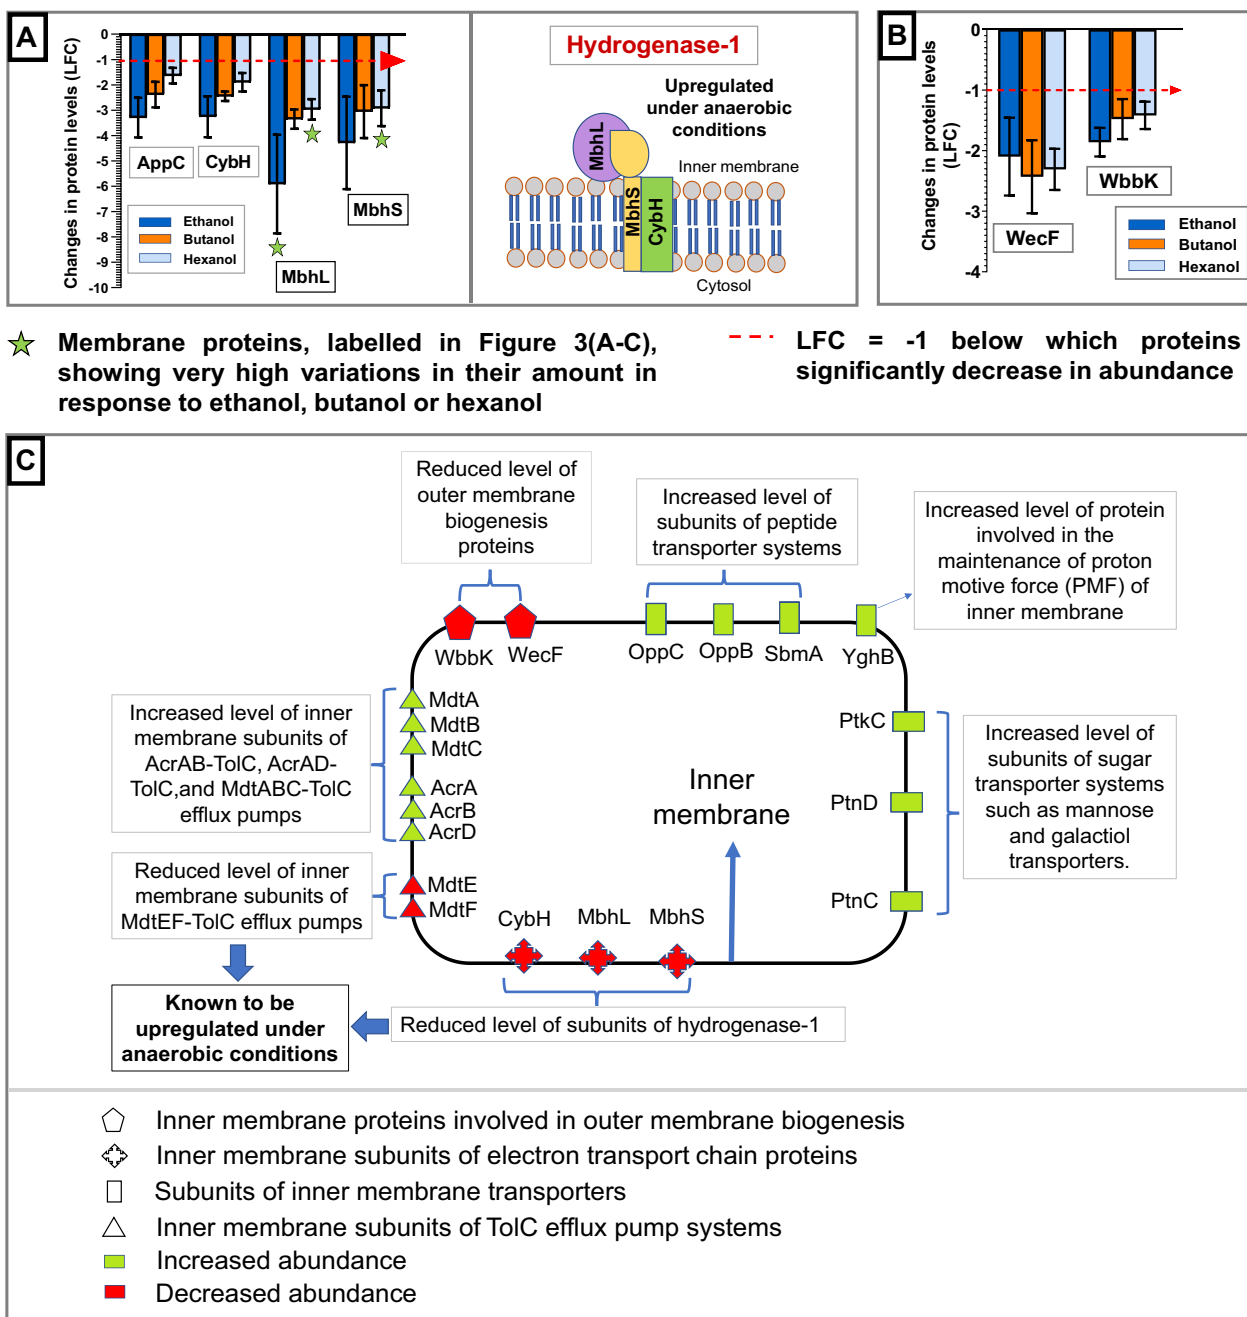 A
Changes in protein levels (LFC)
0
-1
-2
-3
-4
-5
-6
-7
-8
-9
-10
AppC
CybH
MbhS
MbhL
Ethanol
Butanol
Hexanol
Hydrogenase-1
Upregulated
under anaerobic
conditions
MbhL
Inner membrane
MbhS
CybH
Cytosol
B
Changes in protein levels
(LFC)
0
-1
-2
-3
-4
WbbK
WecF
Ethanol
Butanol
Hexanol
Membrane proteins, labelled in Figure 3(A-C),
showing very high variations in their amount in
response to ethanol, butanol or hexanol
LFC = -1 below which proteins
significantly decrease in abundance
C
Reduced level of
outer membrane
biogenesis
proteins
Increased level of
subunits of peptide
transporter systems
Increased level of protein
involved in the
maintenance of proton
motive force (PMF) of
inner membrane
WbbK
WecF
OppC
OppB
SbmA
YghB
Increased level of inner
membrane subunits of
AcrAB-TolC, AcrAD-
TolC,and MdtABC-TolC
efflux pumps
MdtA
MdtB
MdtC
AcrA
AcrB
AcrD
Inner
membrane
PtkC
PtnD
PtnC
Increased level of
subunits of sugar
transporter systems
such as mannose
and galactiol
transporters.
Reduced level of inner
membrane subunits of
MdtEF-TolC efflux pumps
MdtE
MdtF
CybH
MbhL
MbhS
Known to be
upregulated under
anaerobic conditions
Reduced level of subunits of hydrogenase-1
Inner membrane proteins involved in outer membrane biogenesis
Inner membrane subunits of electron transport chain proteins
Subunits of inner membrane transporters
Inner membrane subunits of TolC efflux pump systems
Increased abundance
Decreased abundance